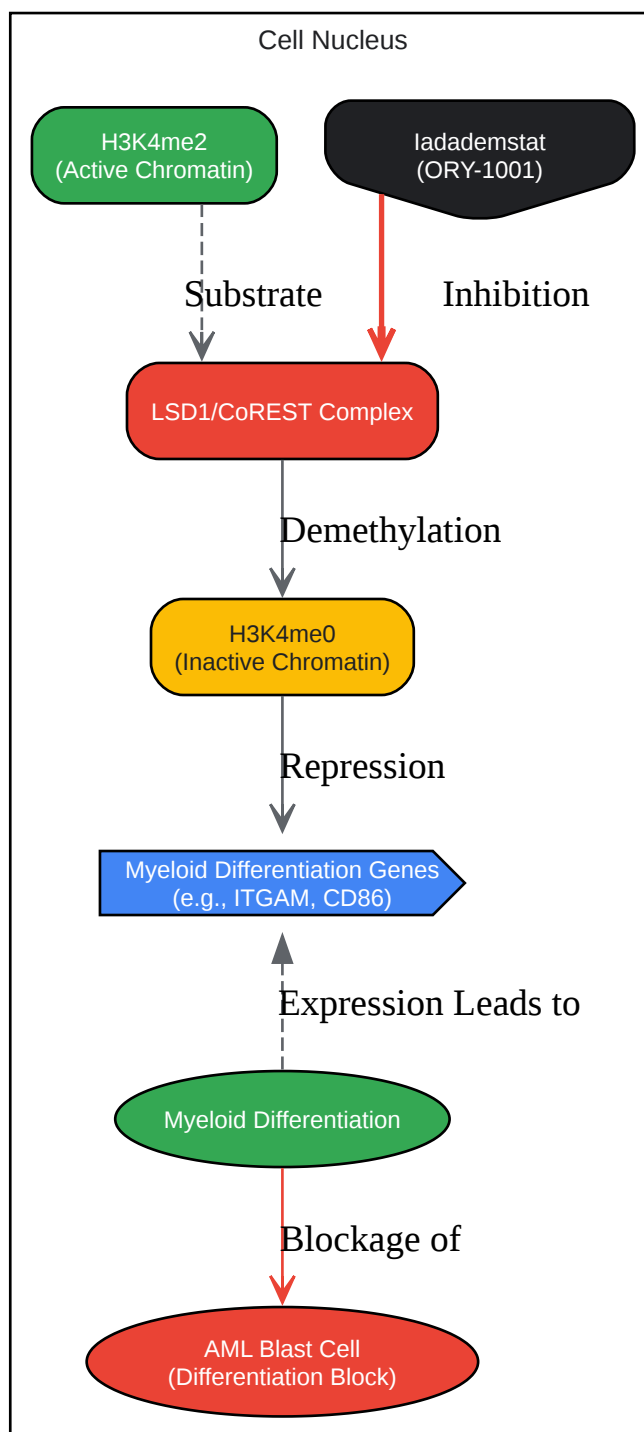 Cell Nucleus
H3K4me2
(Active Chromatin)
Iadademstat
(ORY-1001)
Substrate
Inhibition
LSD1/CoREST Complex
Demethylation
H3K4me0
(Inactive Chromatin)
Repression
Myeloid Differentiation Genes
(e.g., ITGAM, CD86)
Expression Leads to
Myeloid Differentiation
Blockage of
AML Blast Cell
(Differentiation Block)